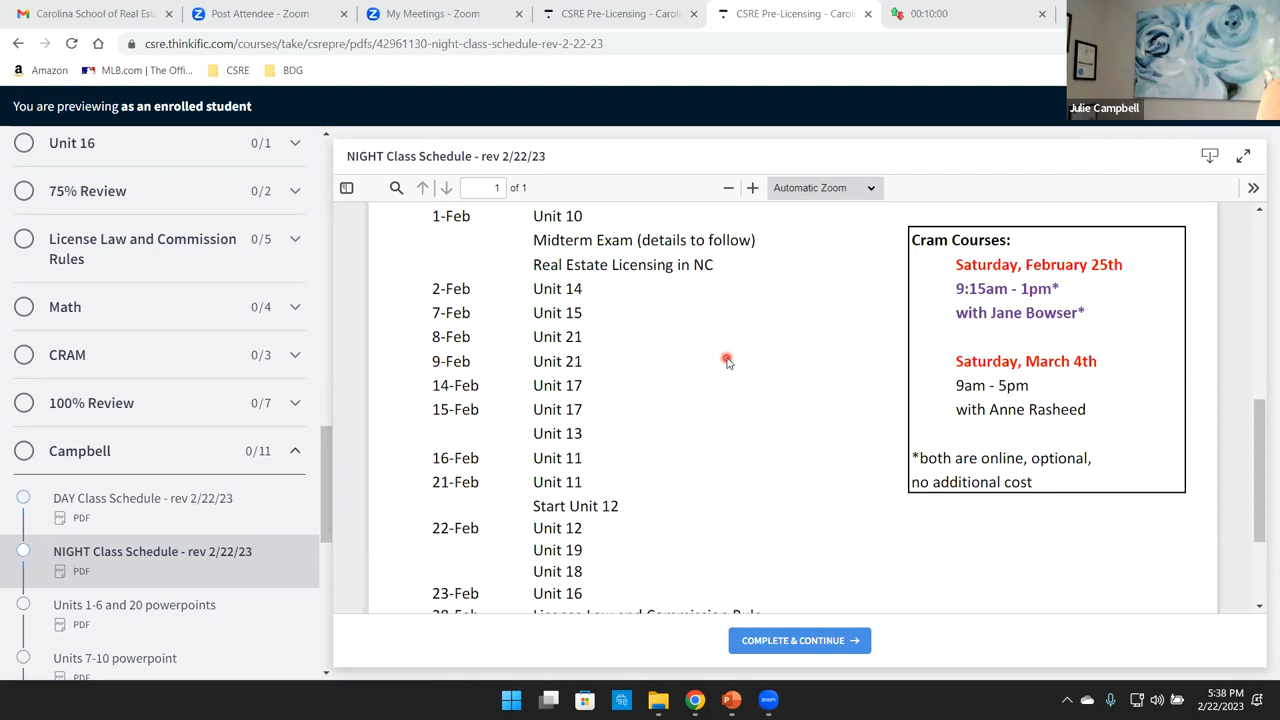 Carolina School of Real Esta
Post Attendee - Zoom
My Meetings - Zoom
CSRE Pre-Licensing - Caroli
CSRE Pre-Licensing - Caroli
00:10:00
csre.thinkific.com/courses/take/csrepre/pdfs/42961130-night-class-schedule-rev-2-22-23
Amazon
MLB.com | The Offi...
CSRE
BDG
Julie Campbell
You are previewing as an enrolled student
Unit 16 0/1
75% Review 0/2
License Law and Commission 0/5
Rules
Math 0/4
CRAM 0/3
100% Review 0/7
Campbell 0/11
DAY Class Schedule - rev 2/22/23
PDF
NIGHT Class Schedule - rev 2/22/23
PDF
Units 1-6 and 20 powerpoints
PDF
Units 7-10 powerpoint
PDF
NIGHT Class Schedule - rev 2/22/23
1 of 1
Automatic Zoom
1-Feb Unit 10
Midterm Exam (details to follow)
Real Estate Licensing in NC
2-Feb Unit 14
7-Feb Unit 15
8-Feb Unit 21
9-Feb Unit 21
14-Feb Unit 17
15-Feb Unit 17
Unit 13
16-Feb Unit 11
21-Feb Unit 11
Start Unit 12
22-Feb Unit 12
Unit 19
Unit 18
23-Feb Unit 16
28-Feb License Law and Commission Rule
Cram Courses:
Saturday, February 25th
9:15am - 1pm*
with Jane Bowser*
Saturday, March 4th
9am - 5pm
with Anne Rasheed
*both are online, optional,
no additional cost
COMPLETE & CONTINUE
zoom
5:38 PM
2/22/2023